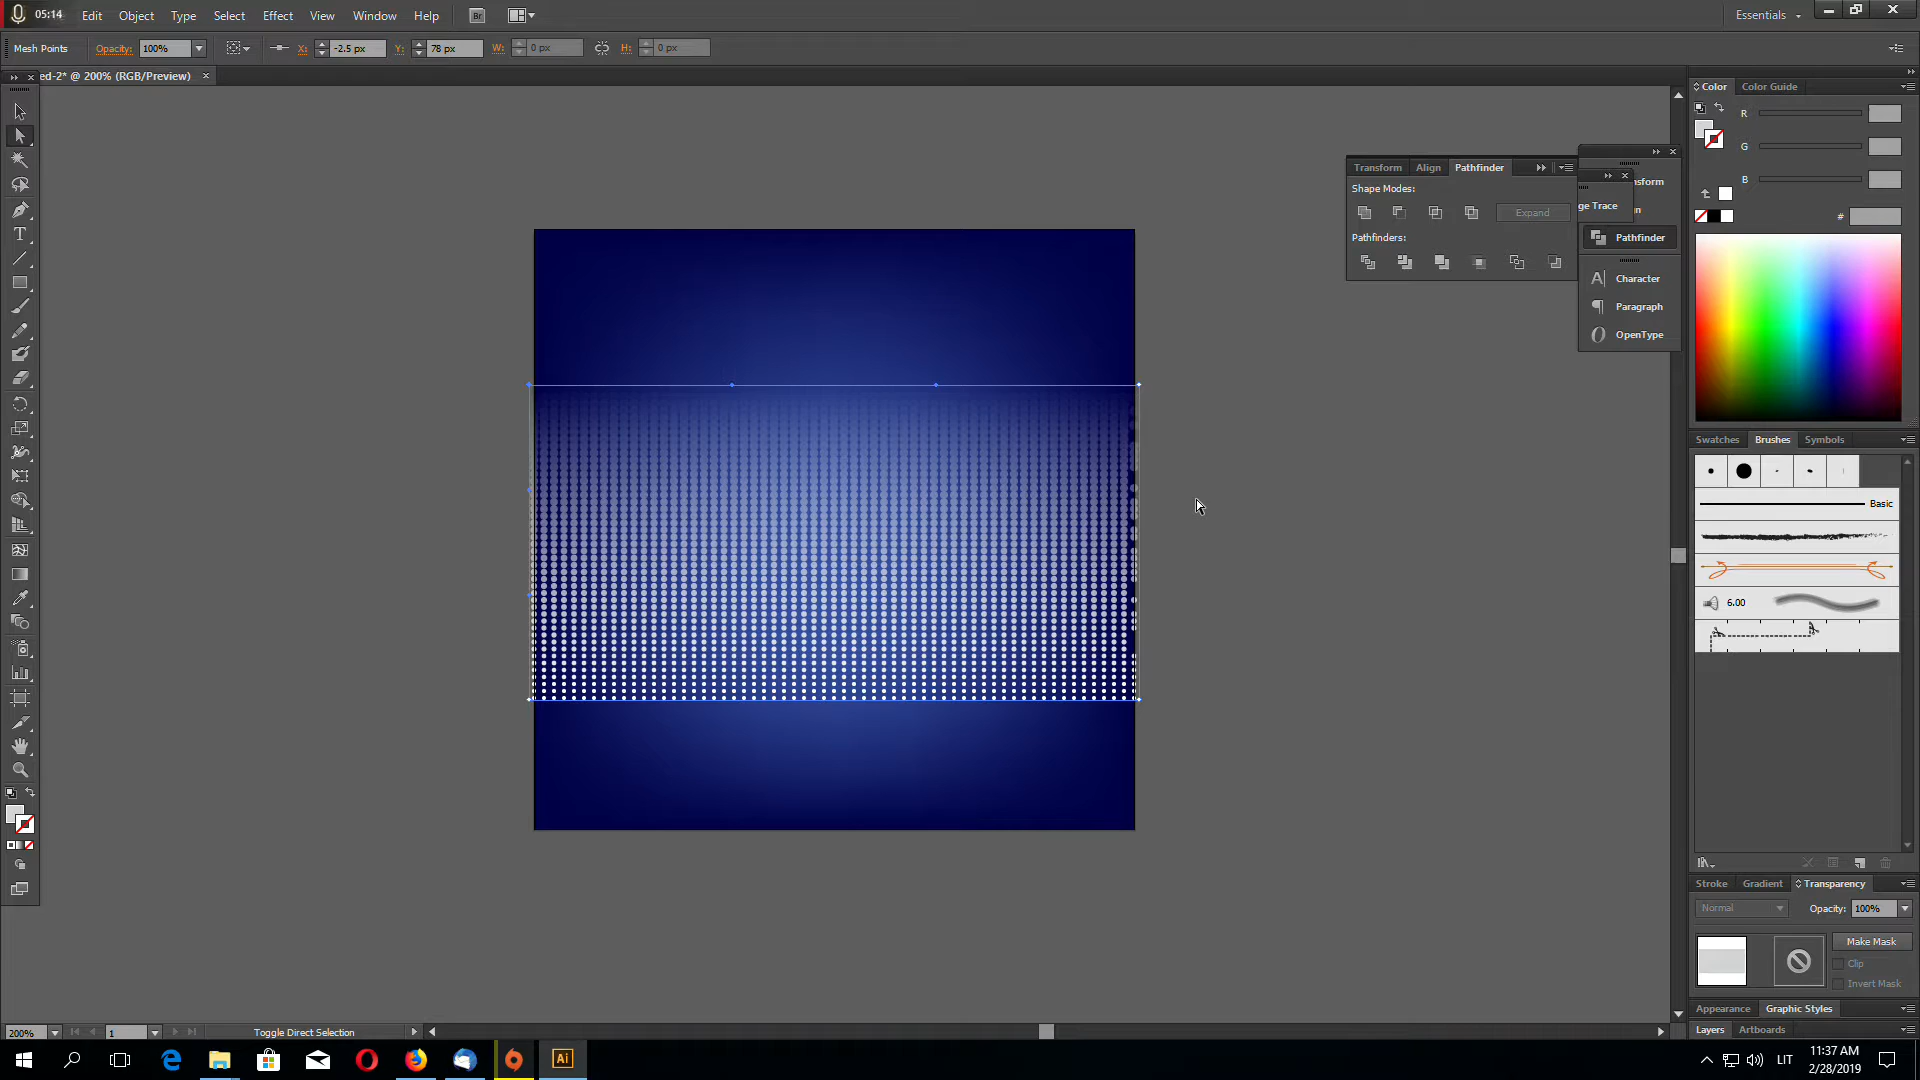 05:14
Edit
Object
Type
Select
Effect
View
Window
Help
Br
Essentials
Mesh Points
Opacity:
100%
X:
-2.5 px
Y:
78 px
W:
0 px
H:
0 px
ed-2* @ 200% (RGB/Preview)
Color
Color Guide
R
G
B
#
Transform
Align
Pathfinder
Shape Modes:
Expand
Pathfinders:
nsform
ge Trace
n
Pathfinder
Character
Paragraph
OpenType
Swatches
Brushes
Symbols
Basic
6.00
Stroke
Gradient
Transparency
Normal
Opacity:
100%
Make Mask
Clip
Invert Mask
Appearance
Graphic Styles
Layers
Artboards
200%
1
Toggle Direct Selection
Ai
LIT
11:37 AM
2/28/2019